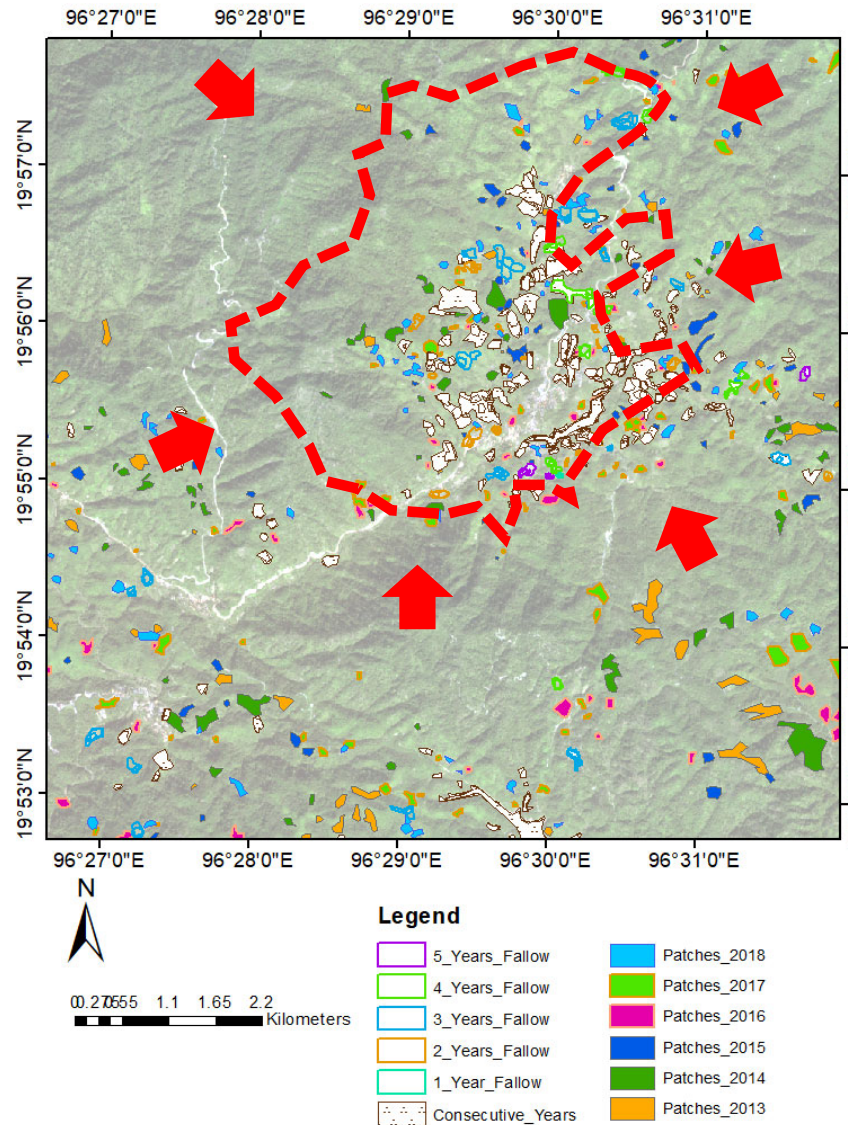 96°27'0"E 96°28'0"E 96°29'0"E 96°30'0"E 96°31'0"E
19°57'0"N
19°56'0"N
19°55'0"N
19°54'0"N
19°53'0"N
96°27'0"E 96°28'0"E 96°29'0"E 96°30'0"E 96°31'0"E
N
0 0.275 0.55 1.1 1.65 2.2
Kilometers
Legend
5_Years_Fallow
4_Years_Fallow
3_Years_Fallow
2_Years_Fallow
1_Year_Fallow
Consecutive_Years
Patches_2018
Patches_2017
Patches_2016
Patches_2015
Patches_2014
Patches_2013